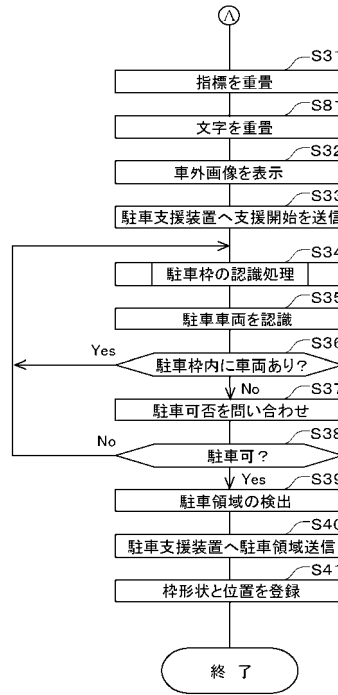 A
S31
指標を重畳
S81
文字を重畳
S32
車外画像を表示
S33
駐車支援装置へ支援開始を送信
S34
駐車枠の認識処理
S35
駐車車両を認識
S36
Yes
駐車枠内に車両あり?
No
S37
駐車可否を問い合わせ
S38
No
駐車可?
Yes
S39
駐車領域の検出
S40
駐車支援装置へ駐車領域送信
S41
枠形状と位置を登録
終 了